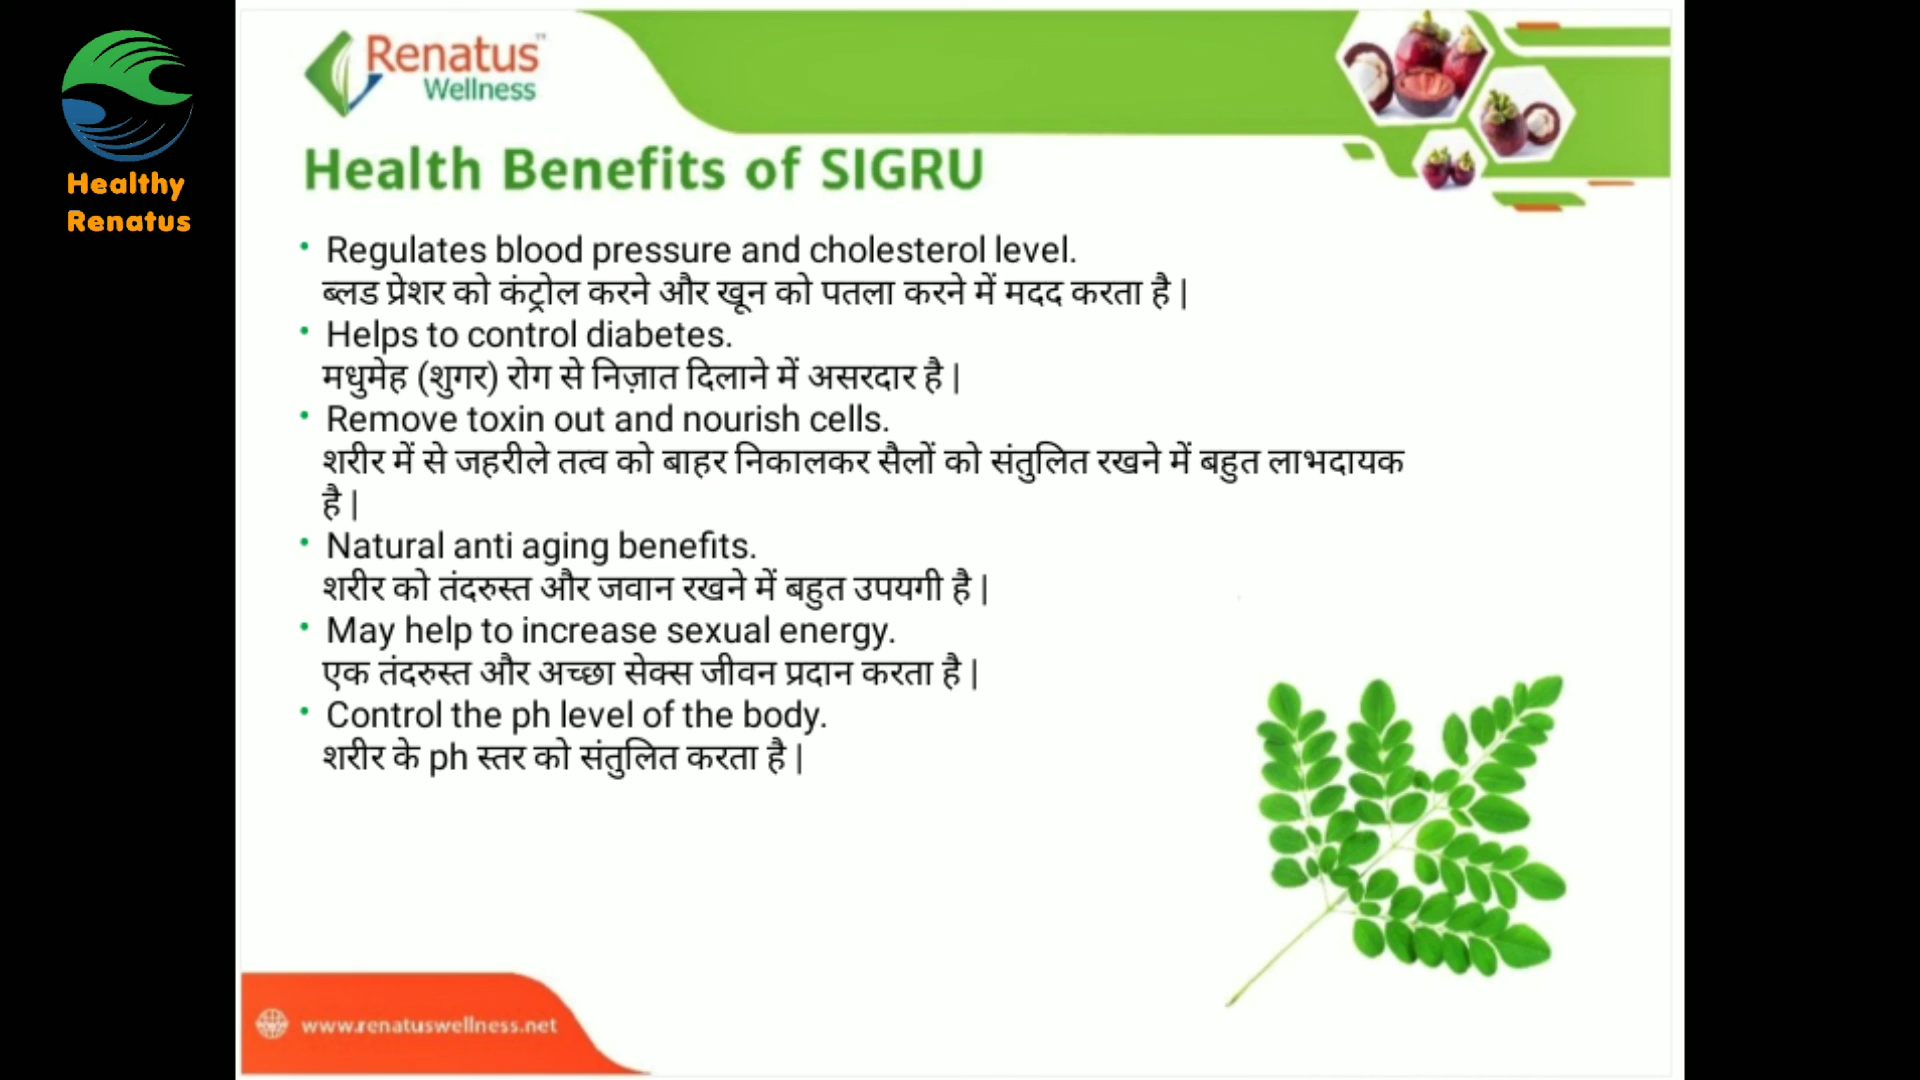 Healthy
Renatus
Renatus™
Wellness
Health Benefits of SIGRU
• Regulates blood pressure and cholesterol level.
ब्लड प्रेशर को कंट्रोल करने और खून को पतला करने में मदद करता है |
• Helps to control diabetes.
मधुमेह (शुगर) रोग से निज़ात दिलाने में असरदार है |
• Remove toxin out and nourish cells.
शरीर में से जहरीले तत्व को बाहर निकालकर सैलों को संतुलित रखने में बहुत लाभदायक
है |
• Natural anti aging benefits.
शरीर को तंदरुस्त और जवान रखने में बहुत उपयगी है |
• May help to increase sexual energy.
एक तंदरुस्त और अच्छा सेक्स जीवन प्रदान करता है |
• Control the ph level of the body.
शरीर के ph स्तर को संतुलित करता है |
www.renatuswellness.net